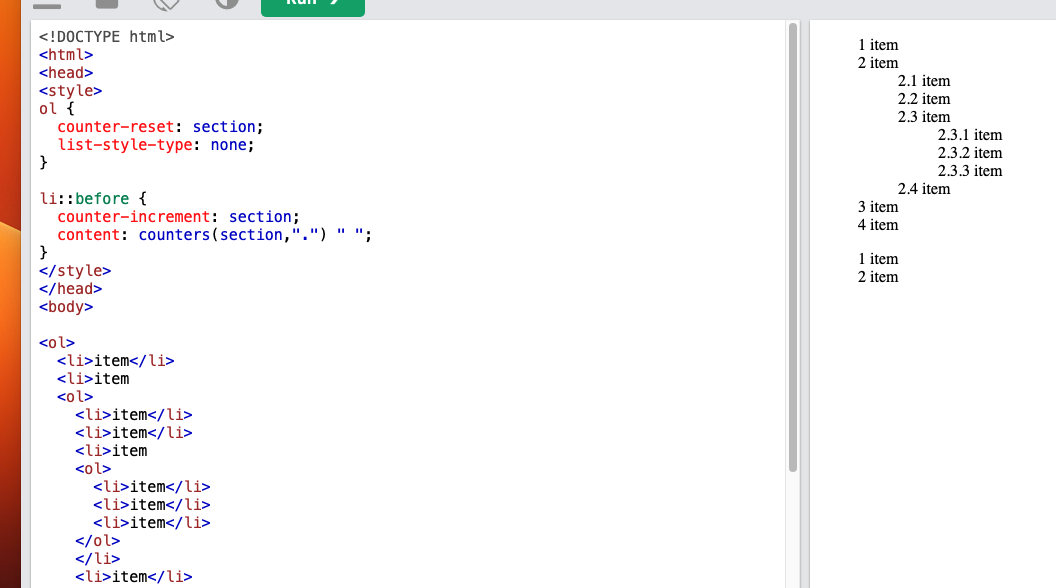 Run ❯
<!DOCTYPE html>
<html>
<head>
<style>
ol {
  counter-reset: section;
  list-style-type: none;
}

li::before {
  counter-increment: section;
  content: counters(section,".") " ";
}
</style>
</head>
<body>

<ol>
  <li>item</li>
  <li>item
  <ol>
    <li>item</li>
    <li>item</li>
    <li>item
    <ol>
      <li>item</li>
      <li>item</li>
      <li>item</li>
    </ol>
    </li>
    <li>item</li>
1 item
2 item
2.1 item
2.2 item
2.3 item
2.3.1 item
2.3.2 item
2.3.3 item
2.4 item
3 item
4 item
1 item
2 item